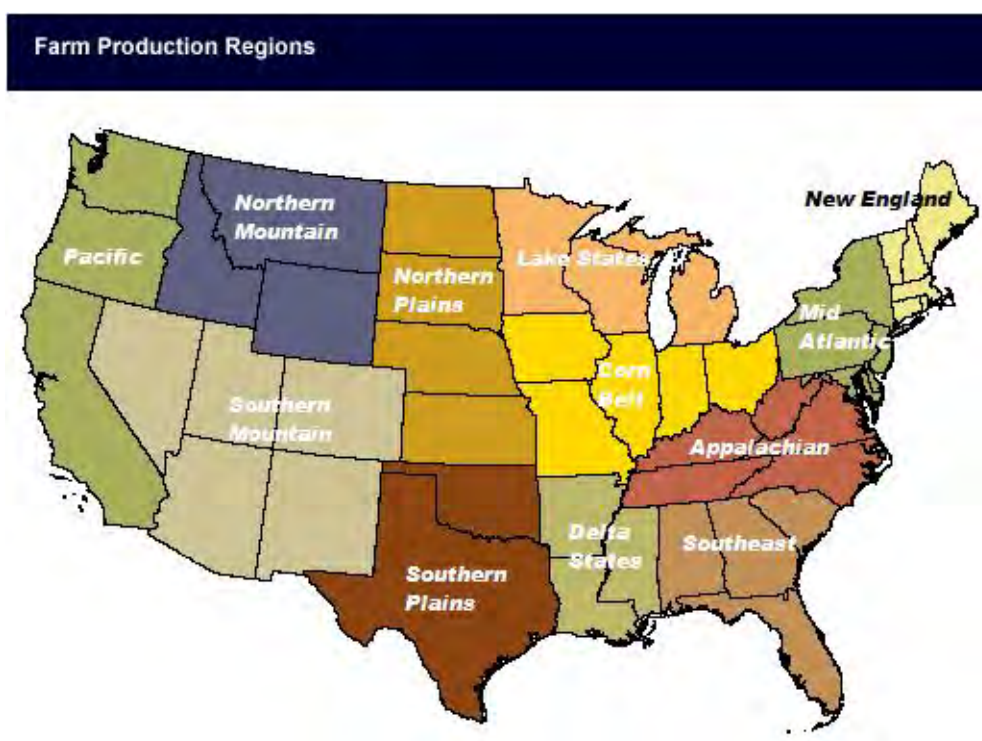 Farm Production Regions
New England
Northern
Mountain
Pacific
Lake States
Northern
Plains
Mid
Atlantic
Corn
Belt
Southern
Mountain
Appalachian
Delta
States
Southeast
Southern
Plains